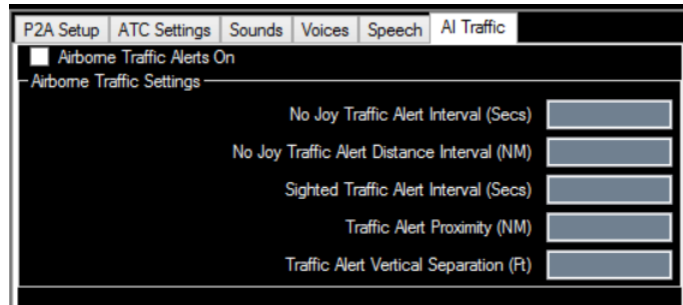 P2A Setup ATC Settings Sounds Voices Speech AI Traffic
Airborne Traffic Alerts On
Airborne Traffic Settings
No Joy Traffic Alert Interval (Secs)
No Joy Traffic Alert Distance Interval (NM)
Sighted Traffic Alert Interval (Secs)
Traffic Alert Proximity (NM)
Traffic Alert Vertical Separation (Ft)